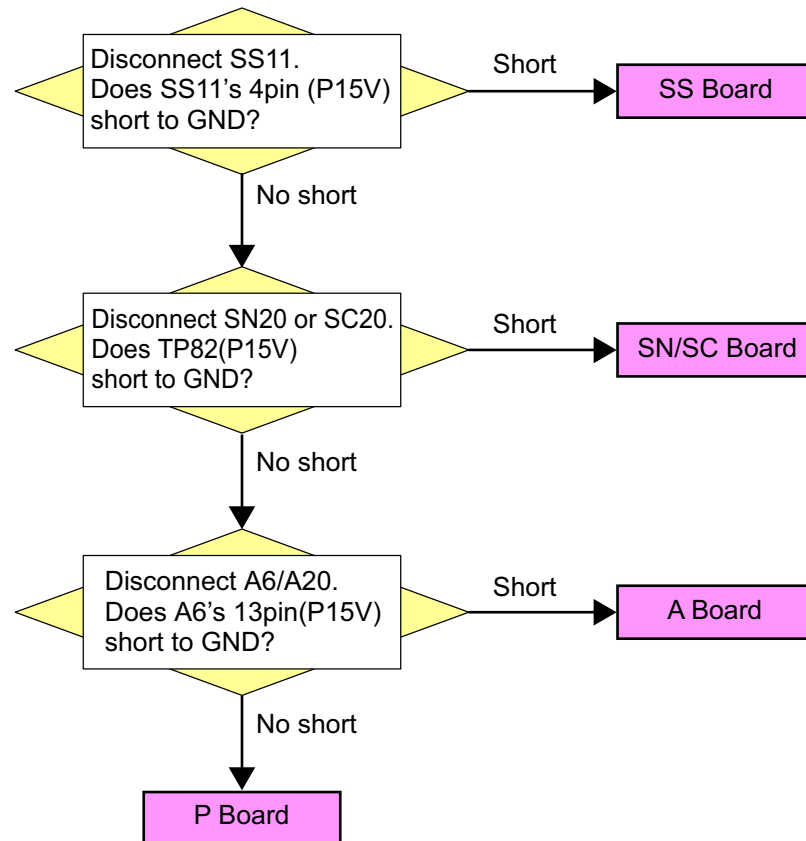 Disconnect SS11.
Does SS11's 4pin (P15V)
short to GND?
Short
SS Board
No short
Disconnect SN20 or SC20.
Does TP82(P15V)
short to GND?
Short
SN/SC Board
No short
Disconnect A6/A20.
Does A6's 13pin(P15V)
short to GND?
Short
A Board
No short
P Board